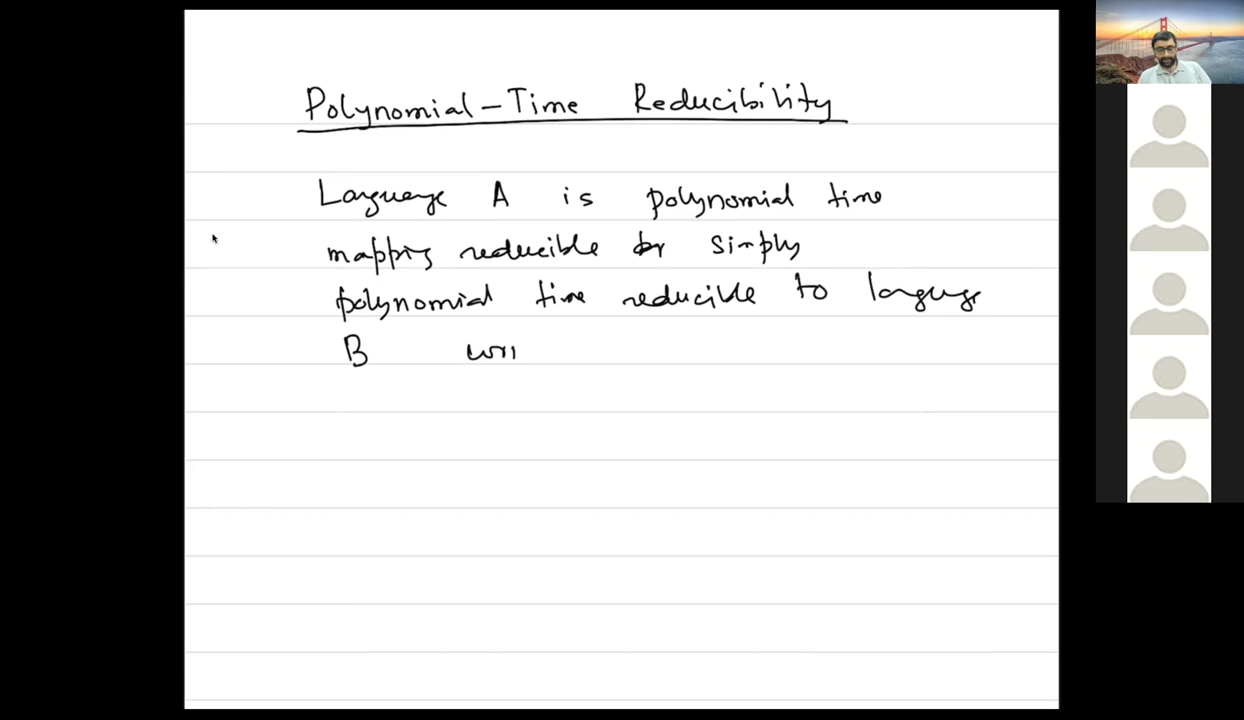 Polynomial-Time Reducibility
Language A is polynomial time
mapping reducible or simply
polynomial time reducible to language
B